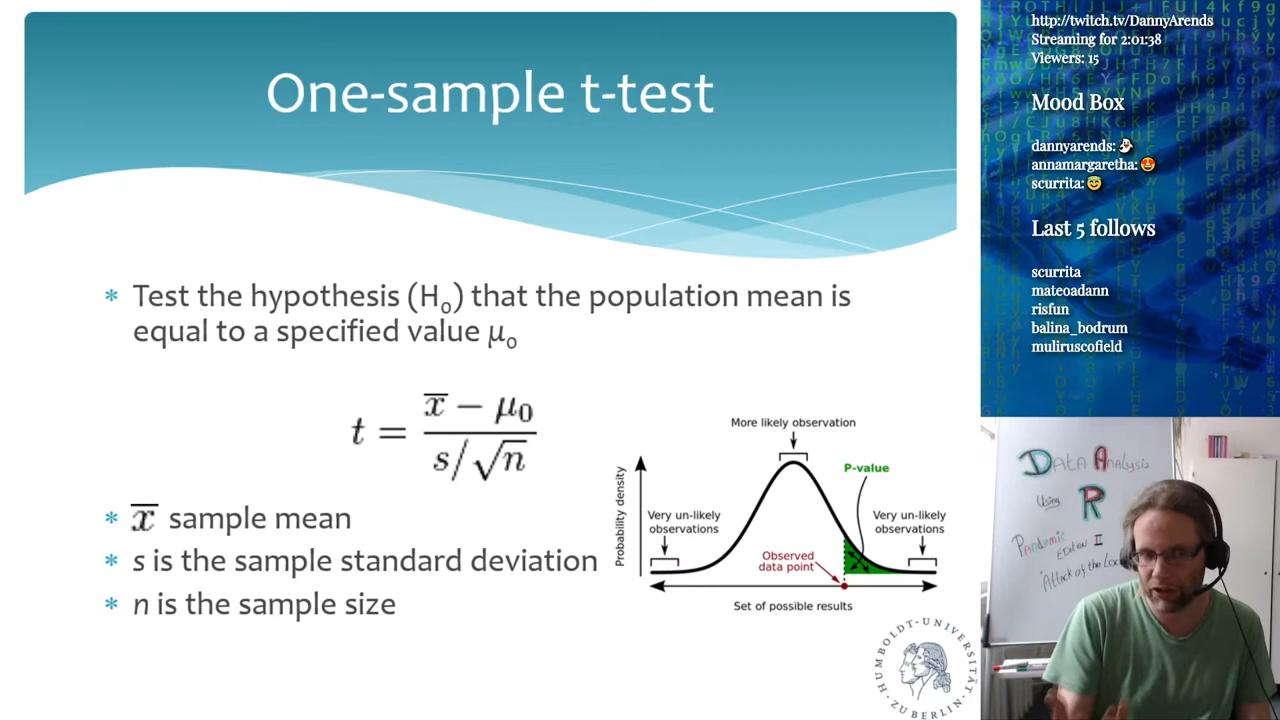 One-sample t-test
* Test the hypothesis (H₀) that the population mean is
equal to a specified value μ₀
t = x̅ − μ₀
s/√n
* x̅ sample mean
* s is the sample standard deviation
* n is the sample size
More likely observation
P-value
Probability density
Very un-likely
observations
Very un-likely
observations
Observed
data point
Set of possible results
HUMBOLDT-UNIVERSITÄT
ZU BERLIN
http://twitch.tv/DannyArends
Streaming for 2:01:38
Viewers: 15
Mood Box
dannyarends: 👻
annamargaretha: 😍
scurrita: 😇
Last 5 follows
scurrita
mateoadann
risfun
balina_bodrum
muliruscofield
Data Analysis
Using R
Pandemic
Edition II
'Attack of the